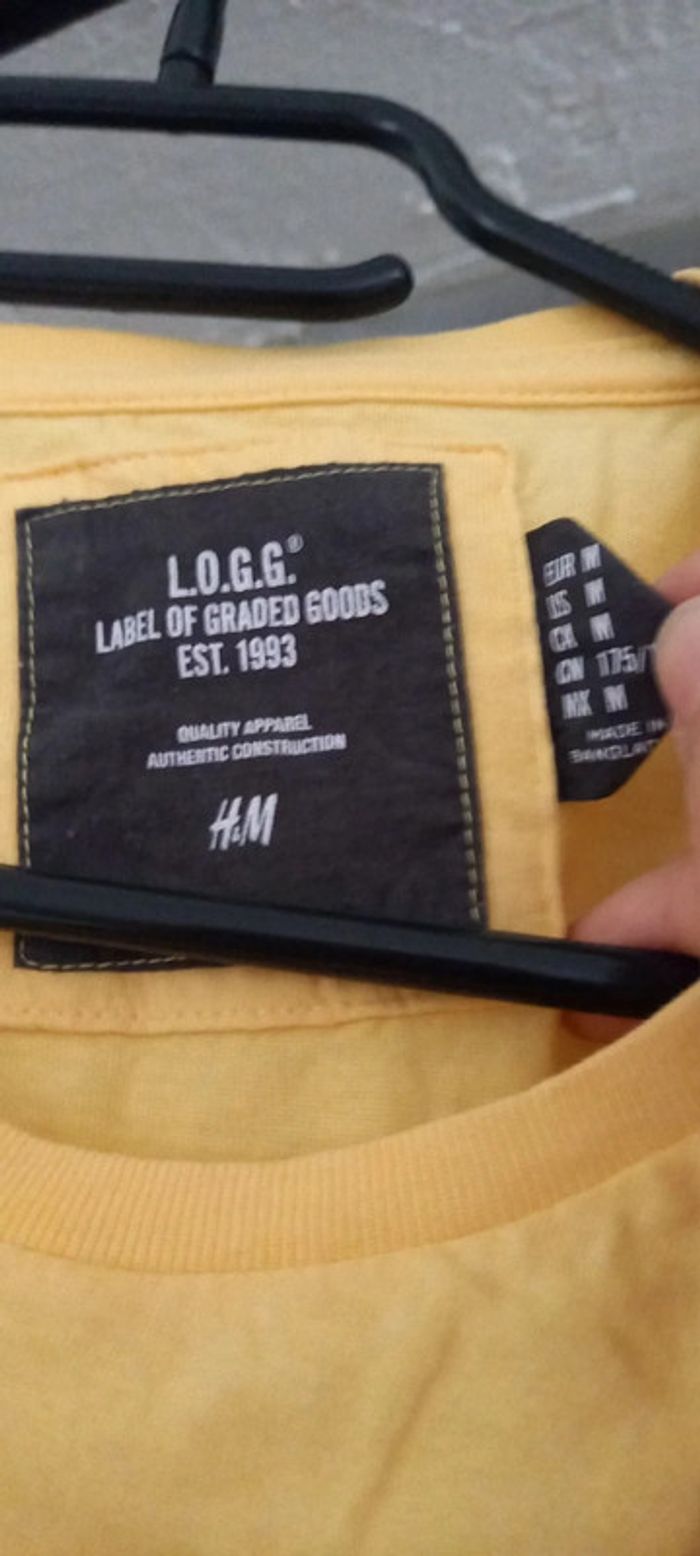 L.O.G.G.®
LABEL OF GRADED GOODS
EST. 1993
QUALITY APPAREL
AUTHENTIC CONSTRUCTION
H&M
EUR M
US M
CA M
CN 175/
MX M
MADE IN